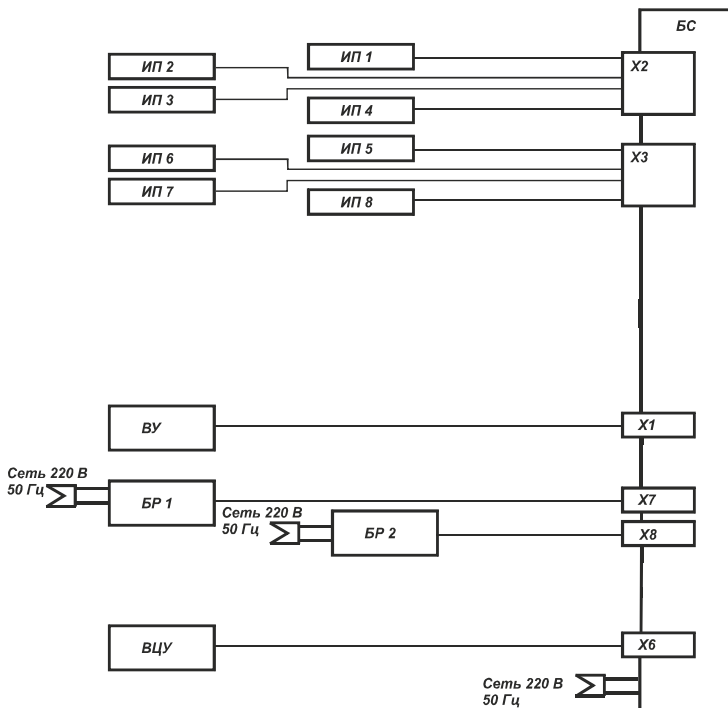 БС
ИП 1
Х2
ИП 2
ИП 3
ИП 4
ИП 5
Х3
ИП 6
ИП 7
ИП 8
ВУ
Х1
Сеть 220 В
50 Гц
БР 1
Х7
Сеть 220 В
50 Гц
БР 2
Х8
ВЦУ
Х6
Сеть 220 В
50 Гц